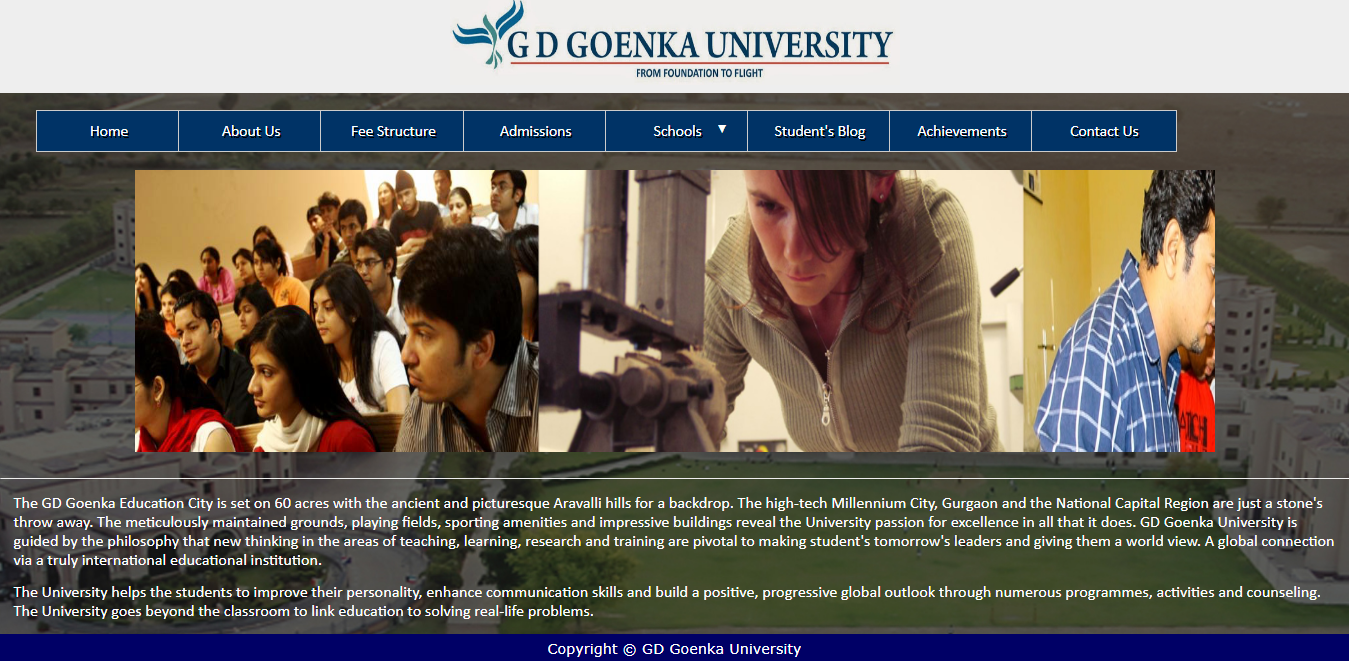 G D GOENKA UNIVERSITY
FROM FOUNDATION TO FLIGHT
Home About Us Fee Structure Admissions Schools ▼ Student's Blog Achievements Contact Us
The GD Goenka Education City is set on 60 acres with the ancient and picturesque Aravalli hills for a backdrop. The high-tech Millennium City, Gurgaon and the National Capital Region are just a stone's
throw away. The meticulously maintained grounds, playing fields, sporting amenities and impressive buildings reveal the University passion for excellence in all that it does. GD Goenka University is
guided by the philosophy that new thinking in the areas of teaching, learning, research and training are pivotal to making student's tomorrow's leaders and giving them a world view. A global connection
via a truly international educational institution.
The University helps the students to improve their personality, enhance communication skills and build a positive, progressive global outlook through numerous programmes, activities and counseling.
The University goes beyond the classroom to link education to solving real-life problems.
Copyright © GD Goenka University